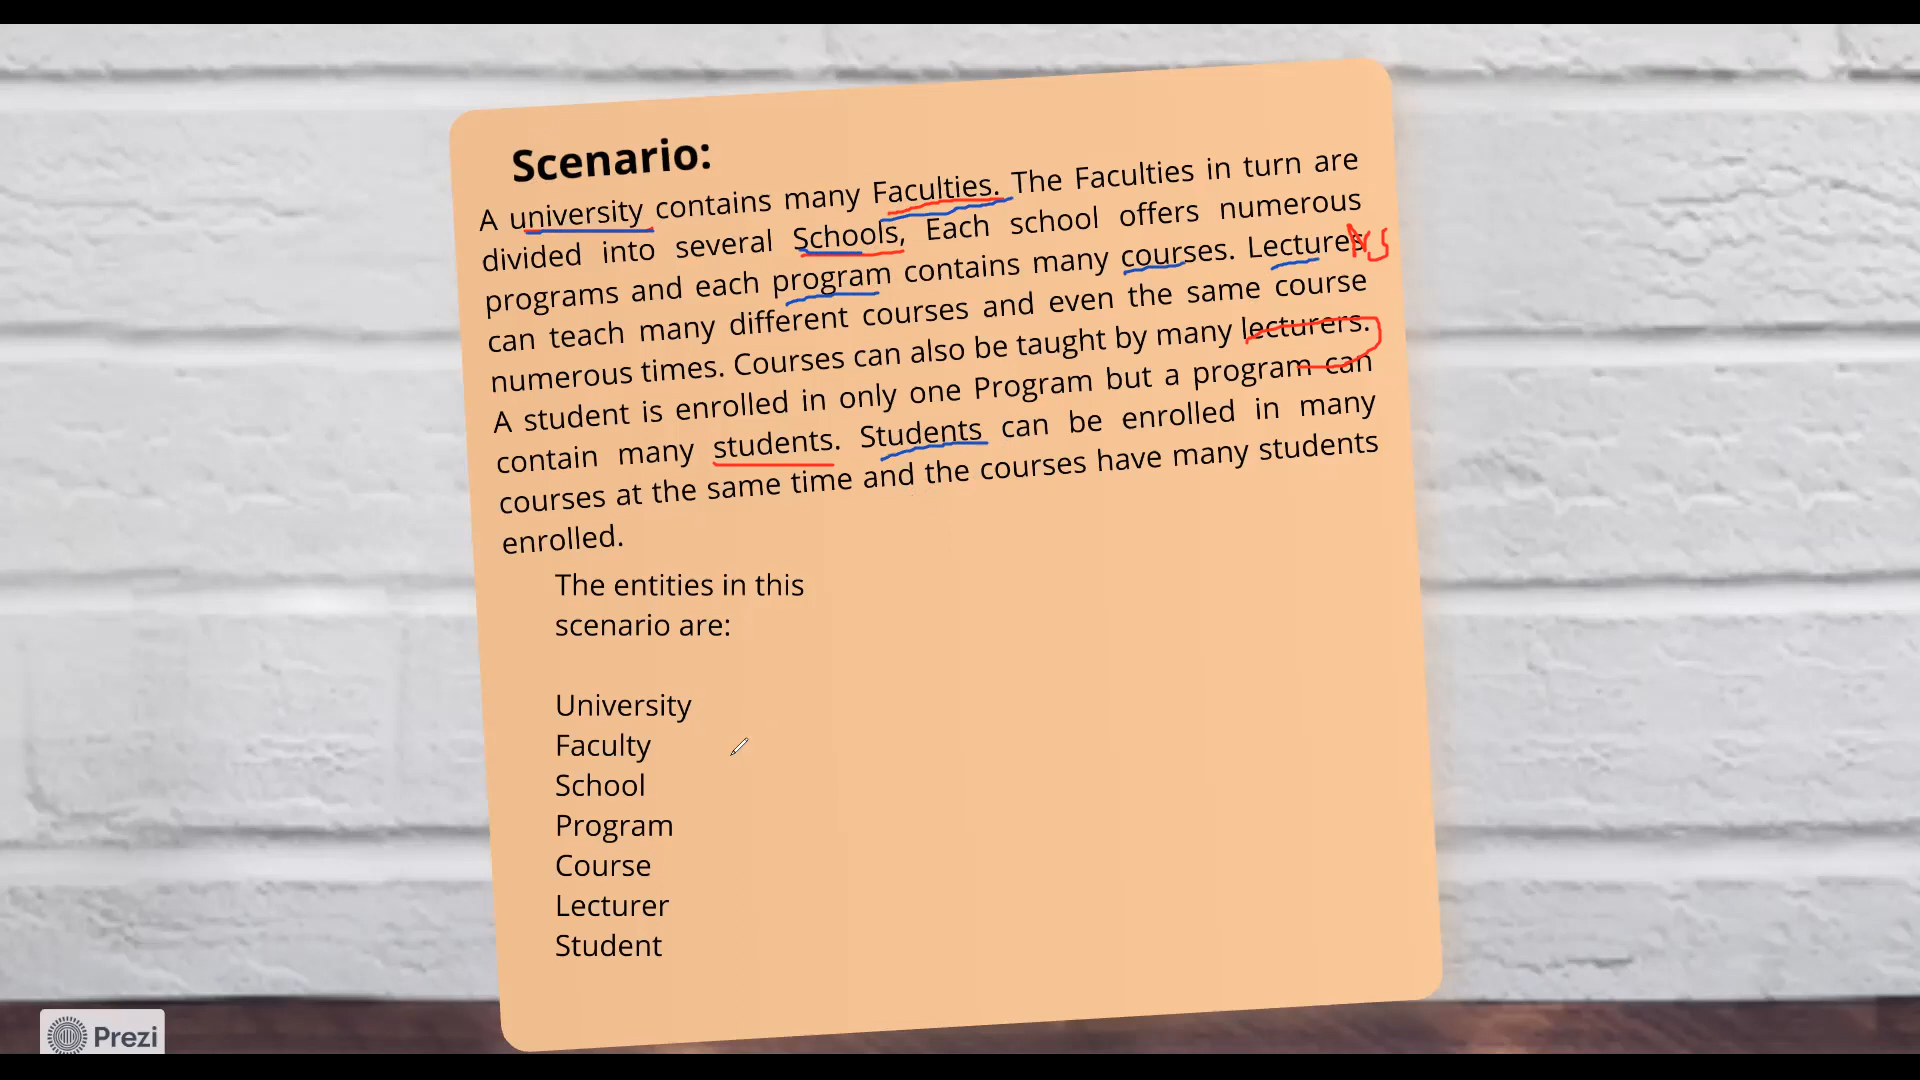 Scenario:
A university contains many Faculties. The Faculties in turn are
divided into several Schools, Each school offers numerous
programs and each program contains many courses. Lectures rs
can teach many different courses and even the same course
numerous times. Courses can also be taught by many lecturers.
A student is enrolled in only one Program but a program can
contain many students. Students can be enrolled in many
courses at the same time and the courses have many students
enrolled.
The entities in this
scenario are:
University
Faculty
School
Program
Course
Lecturer
Student
Prezi